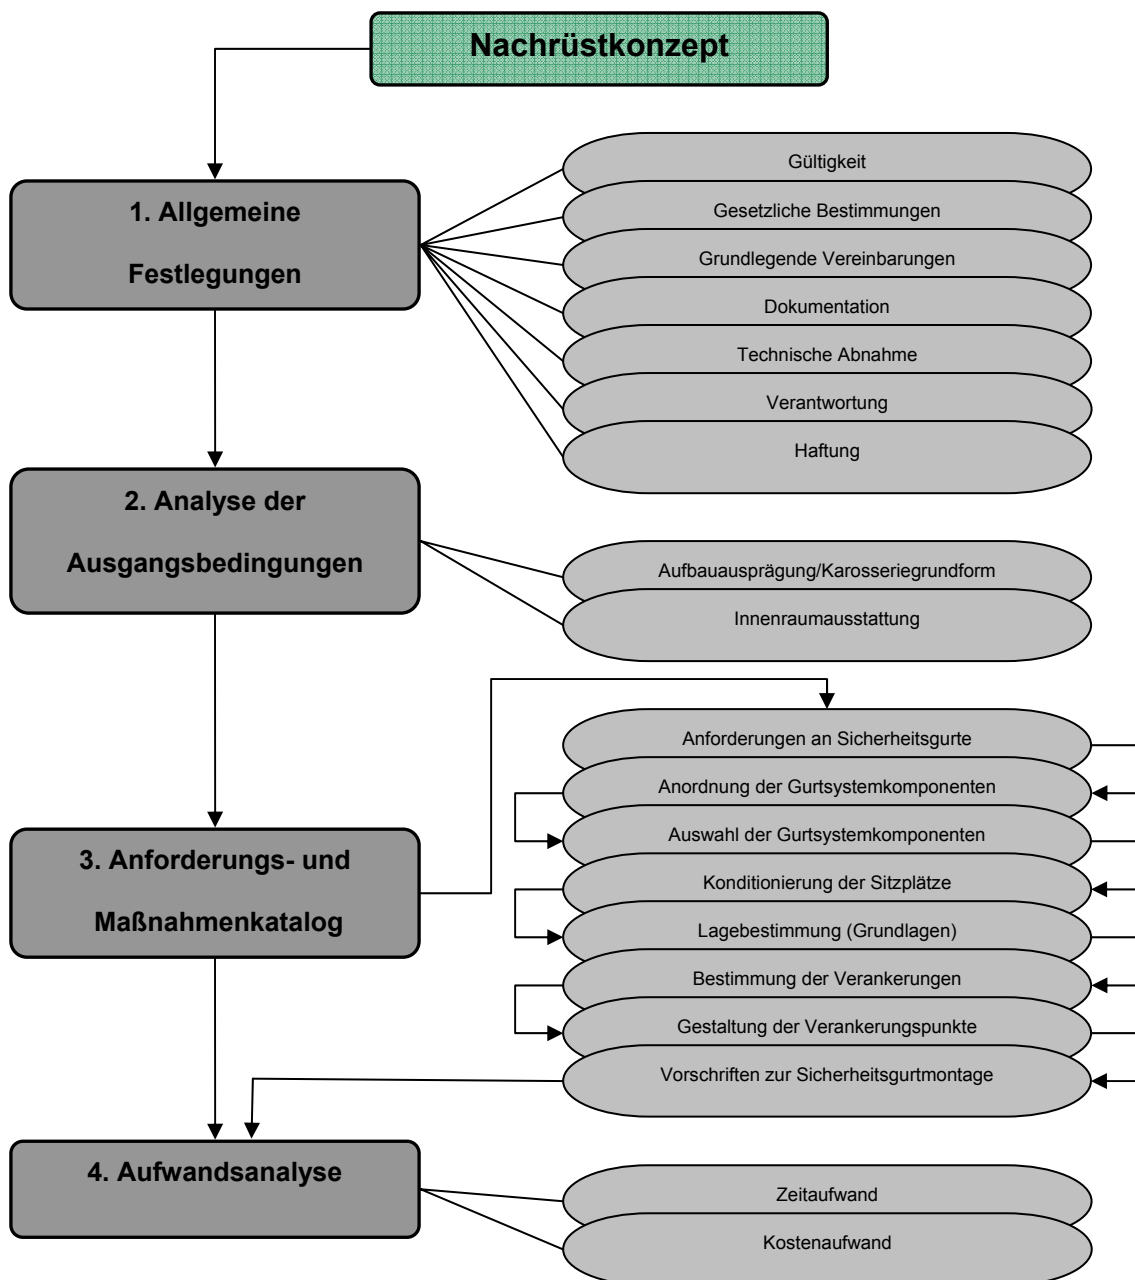 Nachrüstkonzept
1. Allgemeine
Festlegungen
Gültigkeit
Gesetzliche Bestimmungen
Grundlegende Vereinbarungen
Dokumentation
Technische Abnahme
Verantwortung
Haftung
2. Analyse der
Ausgangsbedingungen
Aufbauausprägung/Karosseriegrundform
Innenraumausstattung
3. Anforderungs- und
Maßnahmenkatalog
Anforderungen an Sicherheitsgurte
Anordnung der Gurtsystemkomponenten
Auswahl der Gurtsystemkomponenten
Konditionierung der Sitzplätze
Lagebestimmung (Grundlagen)
Bestimmung der Verankerungen
Gestaltung der Verankerungspunkte
Vorschriften zur Sicherheitsgurtmontage
4. Aufwandsanalyse
Zeitaufwand
Kostenaufwand